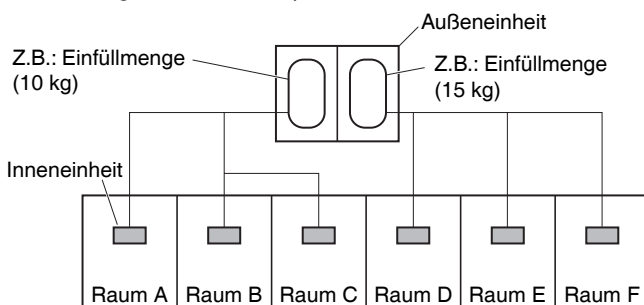 Außeneinheit
Z.B.: Einfüllmenge
(10 kg)
Z.B.: Einfüllmenge
(15 kg)
Inneneinheit
Raum A
Raum B
Raum C
Raum D
Raum E
Raum F